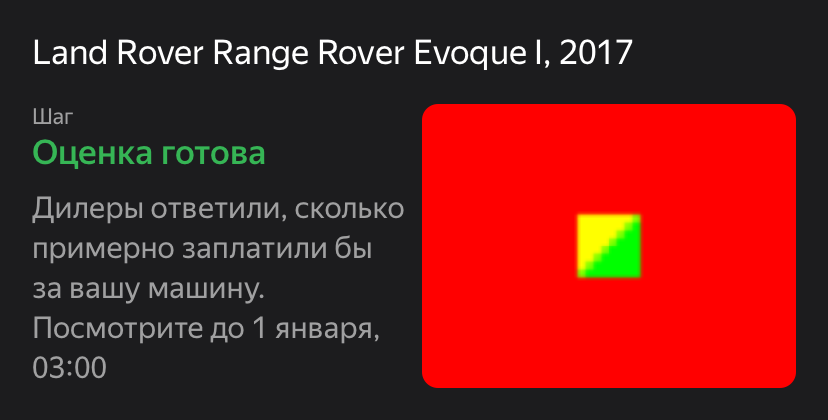 Land Rover Range Rover Evoque I, 2017
Шаг
Оценка готова
Дилеры ответили, сколько
примерно заплатили бы
за вашу машину.
Посмотрите до 1 января,
03:00